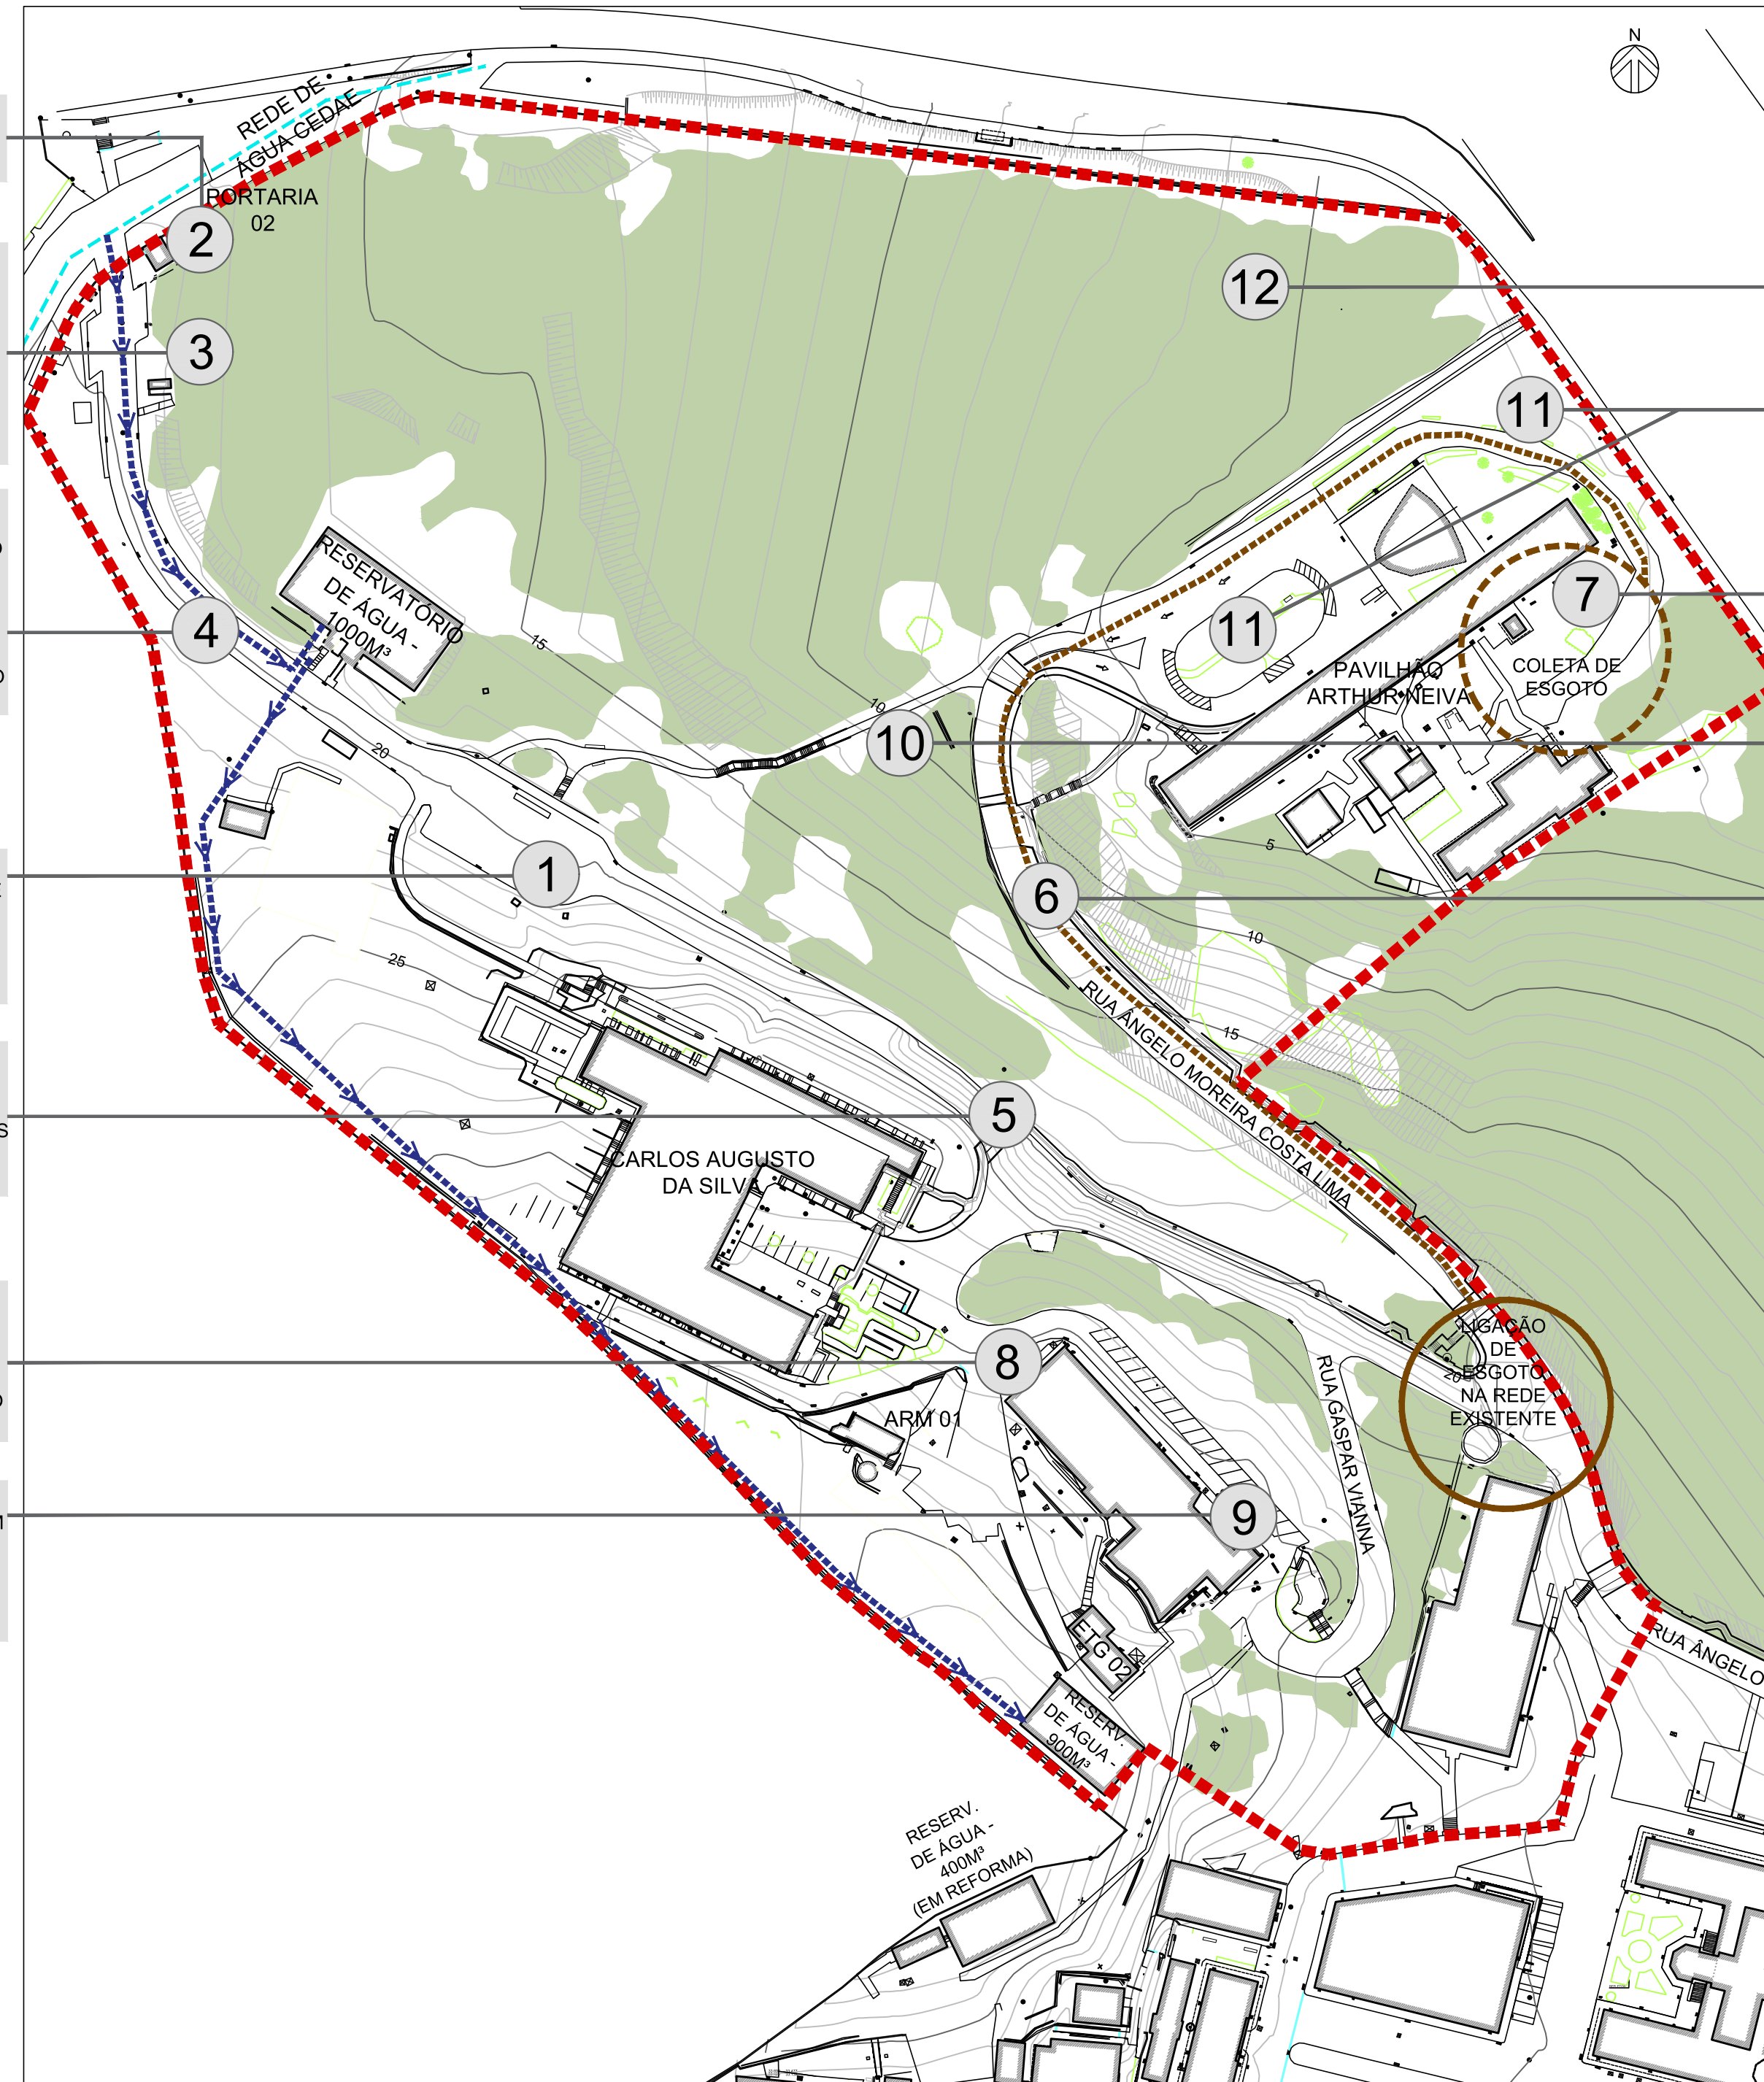 N
REDE DE
ÁGUA CEDAE
PORTARIA
02
2
12
3
11
RESERVATÓRIO
DE ÁGUA -
1000M³
7
4
11
15
COLETA DE
ESGOTO
PAVILHÃO
ARTHUR NEIVA
10
10
20
5
1
6
10
25
15
RUA ÂNGELO MOREIRA COSTA LIMA
5
CARLOS AUGUSTO
DA SILVA
LIGAÇÃO
DE
ESGOTO
NA REDE
EXISTENTE
20
8
RUA GASPAR VIANNA
ARM 01
9
ETG 02
RUA ÂNGELO
RESERV.
DE ÁGUA -
900M³
RESERV.
DE ÁGUA -
400M³
(EM REFORMA)